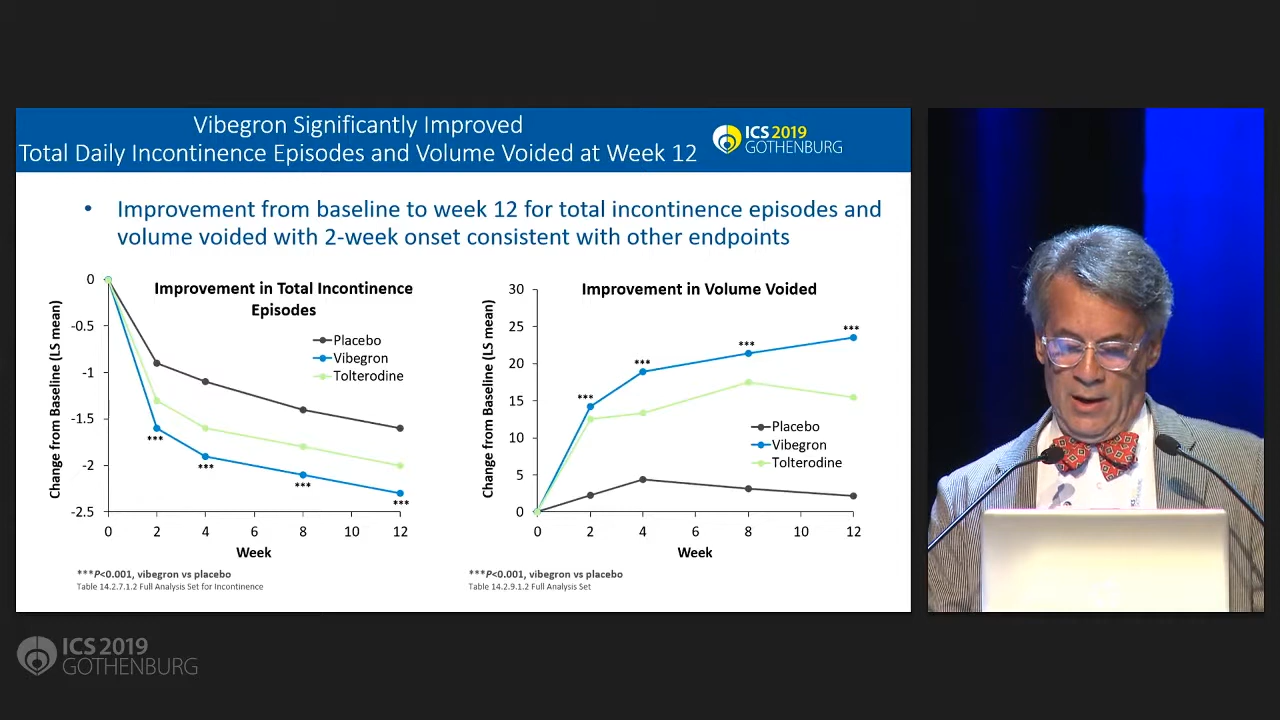 Vibegron Significantly Improved
Total Daily Incontinence Episodes and Volume Voided at Week 12
ICS 2019
GOTHENBURG
• Improvement from baseline to week 12 for total incontinence episodes and
volume voided with 2-week onset consistent with other endpoints
Improvement in Total Incontinence
Episodes
Change from Baseline (LS mean)
0
-0.5
-1
-1.5
-2
-2.5
Placebo
Vibegron
Tolterodine
***
***
***
***
0 2 4 6 8 10 12
Week
***P<0.001, vibegron vs placebo
Table 14.2.7.1.2 Full Analysis Set for Incontinence
Improvement in Volume Voided
Change from Baseline (LS mean)
30
25
20
15
10
5
0
***
***
***
***
Placebo
Vibegron
Tolterodine
0 2 4 6 8 10 12
Week
***P<0.001, vibegron vs placebo
Table 14.2.9.1.2 Full Analysis Set
ICS 2019
GOTHENBURG